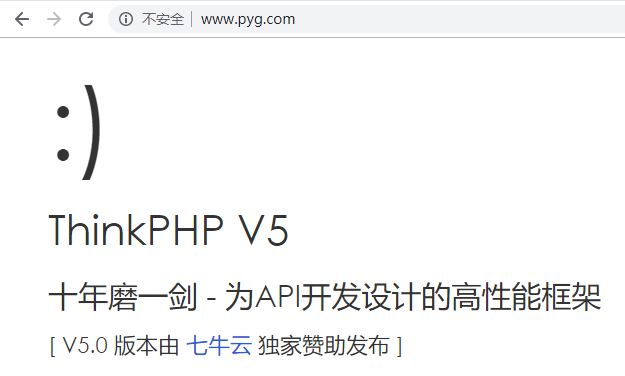 不安全 www.pyg.com
:)
ThinkPHP V5
十年磨一剑 - 为API开发设计的高性能框架
[ V5.0 版本由 七牛云 独家赞助发布 ]